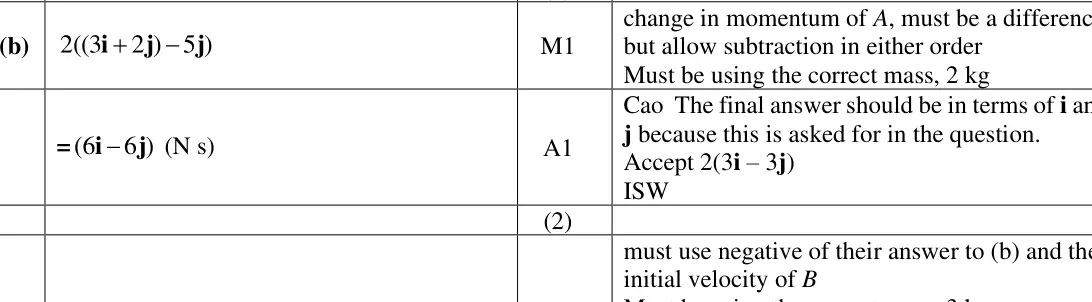 change in momentum of A, must be a differenc
(b) 2((3i + 2j) − 5j) M1 but allow subtraction in either order
Must be using the correct mass, 2 kg
Cao The final answer should be in terms of i an
j because this is asked for in the question.
= (6i − 6j) (N s) A1
Accept 2(3i – 3j)
ISW
(2)
must use negative of their answer to (b) and the
initial velocity of B